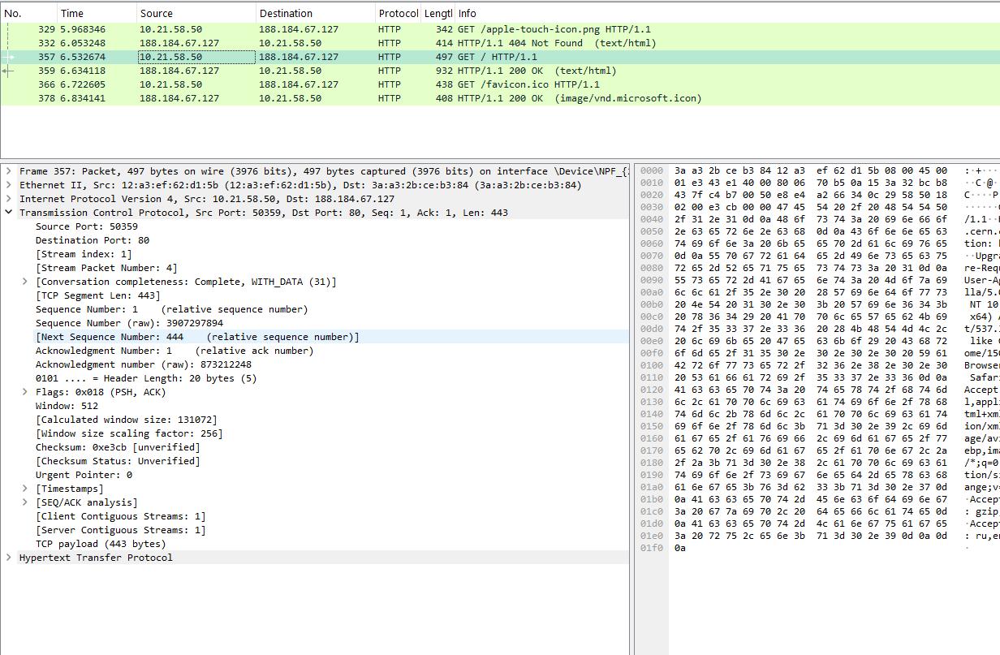 No. Time Source Destination Protocol Lengtl Info
329 5.968346 10.21.58.50 188.184.67.127 HTTP 342 GET /apple-touch-icon.png HTTP/1.1
332 6.053248 188.184.67.127 10.21.58.50 HTTP 414 HTTP/1.1 404 Not Found (text/html)
357 6.532674 10.21.58.50 188.184.67.127 HTTP 497 GET / HTTP/1.1
359 6.634118 188.184.67.127 10.21.58.50 HTTP 932 HTTP/1.1 200 OK (text/html)
366 6.722605 10.21.58.50 188.184.67.127 HTTP 438 GET /favicon.ico HTTP/1.1
378 6.834141 188.184.67.127 10.21.58.50 HTTP 408 HTTP/1.1 200 OK (image/vnd.microsoft.icon)
Frame 357: Packet, 497 bytes on wire (3976 bits), 497 bytes captured (3976 bits) on interface \Device\NPF_{
Ethernet II, Src: 12:a3:ef:62:d1:5b (12:a3:ef:62:d1:5b), Dst: 3a:a3:2b:ce:b3:84 (3a:a3:2b:ce:b3:84)
Internet Protocol Version 4, Src: 10.21.58.50, Dst: 188.184.67.127
Transmission Control Protocol, Src Port: 50359, Dst Port: 80, Seq: 1, Ack: 1, Len: 443
Source Port: 50359
Destination Port: 80
[Stream index: 1]
[Stream Packet Number: 4]
[Conversation completeness: Complete, WITH_DATA (31)]
[TCP Segment Len: 443]
Sequence Number: 1 (relative sequence number)
Sequence Number (raw): 3907297894
[Next Sequence Number: 444 (relative sequence number)]
Acknowledgment Number: 1 (relative ack number)
Acknowledgment number (raw): 873212248
0101 .... = Header Length: 20 bytes (5)
Flags: 0x018 (PSH, ACK)
Window: 512
[Calculated window size: 131072]
[Window size scaling factor: 256]
Checksum: 0xe3cb [unverified]
[Checksum Status: Unverified]
Urgent Pointer: 0
[Timestamps]
[SEQ/ACK analysis]
[Client Contiguous Streams: 1]
[Server Contiguous Streams: 1]
TCP payload (443 bytes)
Hypertext Transfer Protocol
0000 3a a3 2b ce b3 84 12 a3 ef 62 d1 5b 08 00 45 00 :·+·····
0010 01 e3 43 e1 40 00 80 06 70 b5 0a 15 3a 32 bc b8 ··C·@···
0020 43 7f c4 b7 00 50 e8 e4 a2 66 34 0c 29 58 50 18 C····P··
0030 02 00 e3 cb 00 00 47 45 54 20 2f 20 48 54 54 50 ······
0040 2f 31 2e 31 0d 0a 48 6f 73 74 3a 20 69 6e 66 6f /1.1··
0050 2e 63 65 72 6e 2e 63 68 0d 0a 43 6f 6e 6e 65 63 .cern.c
0060 74 69 6f 6e 3a 20 6b 65 65 70 2d 61 6c 69 76 65 tion:
0070 0d 0a 55 70 67 72 61 64 65 2d 49 6e 73 65 63 75 ··Upgra
0080 72 65 2d 52 65 71 75 65 73 74 73 3a 20 31 0d 0a re-Requ
0090 55 73 65 72 2d 41 67 65 6e 74 3a 20 4d 6f 7a 69 User-Ag
00a0 6c 6c 61 2f 35 2e 30 20 28 57 69 6e 64 6f 77 73 lla/5.0
00b0 20 4e 54 20 31 30 2e 30 3b 20 57 69 6e 36 34 3b NT 10
00c0 20 78 36 34 29 20 41 70 70 6c 65 57 65 62 4b 69 x64) A
00d0 74 2f 35 33 37 2e 33 36 20 28 4b 48 54 4d 4c 2c t/537.
00e0 20 6c 69 6b 65 20 47 65 63 6b 6f 29 20 43 68 72 like G
00f0 6f 6d 65 2f 31 35 30 2e 30 2e 30 2e 30 20 59 61 ome/150
0100 42 72 6f 77 73 65 72 2f 32 36 2e 38 2e 30 2e 30 Browser
0110 20 53 61 66 61 72 69 2f 35 33 37 2e 33 36 0d 0a Safari
0120 41 63 63 65 70 74 3a 20 74 65 78 74 2f 68 74 6d Accept
0130 6c 2c 61 70 70 6c 69 63 61 74 69 6f 6e 2f 78 68 l,appli
0140 74 6d 6c 2b 78 6d 6c 2c 61 70 70 6c 69 63 61 74 tml+xml
0150 69 6f 6e 2f 78 6d 6c 3b 71 3d 30 2e 39 2c 69 6d ion/xml
0160 61 67 65 2f 61 76 69 66 2c 69 6d 61 67 65 2f 77 age/avi
0170 65 62 70 2c 69 6d 61 67 65 2f 61 70 6e 67 2c 2a ebp,ima
0180 2f 2a 3b 71 3d 30 2e 38 2c 61 70 70 6c 69 63 61 /*;q=0
0190 74 69 6f 6e 2f 73 69 67 6e 65 64 2d 65 78 63 68 tion/si
01a0 61 6e 67 65 3b 76 3d 62 33 3b 71 3d 30 2e 37 0d ange;v=
01b0 0a 41 63 63 65 70 74 2d 45 6e 63 6f 64 69 6e 67 ·Accept
01c0 3a 20 67 7a 69 70 2c 20 64 65 66 6c 61 74 65 0d : gzip,
01d0 0a 41 63 63 65 70 74 2d 4c 61 6e 67 75 61 67 65 ·Accept
01e0 3a 20 72 75 2c 65 6e 3b 71 3d 30 2e 39 0d 0a 0d : ru,en
01f0 0a ·